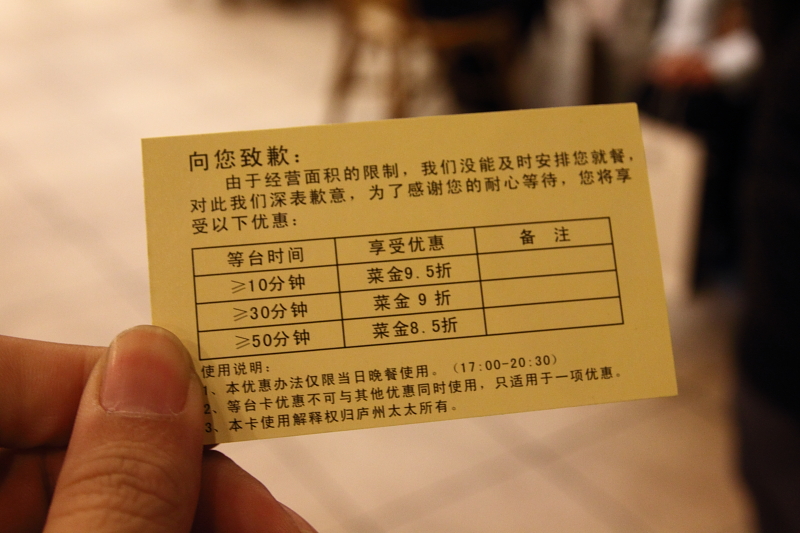 向您致歉：
由于经营面积的限制，我们没能及时安排您就餐，
对此我们深表歉意，为了感谢您的耐心等待，您将享
受以下优惠：
等台时间 享受优惠 备 注
≥10分钟 菜金9.5折
≥30分钟 菜金 9 折
≥50分钟 菜金8.5折
使用说明：
1、本优惠办法仅限当日晚餐使用。（17:00-20:30）
2、等台卡优惠不可与其他优惠同时使用，只适用于一项优惠。
3、本卡使用解释权归庐州太太所有。